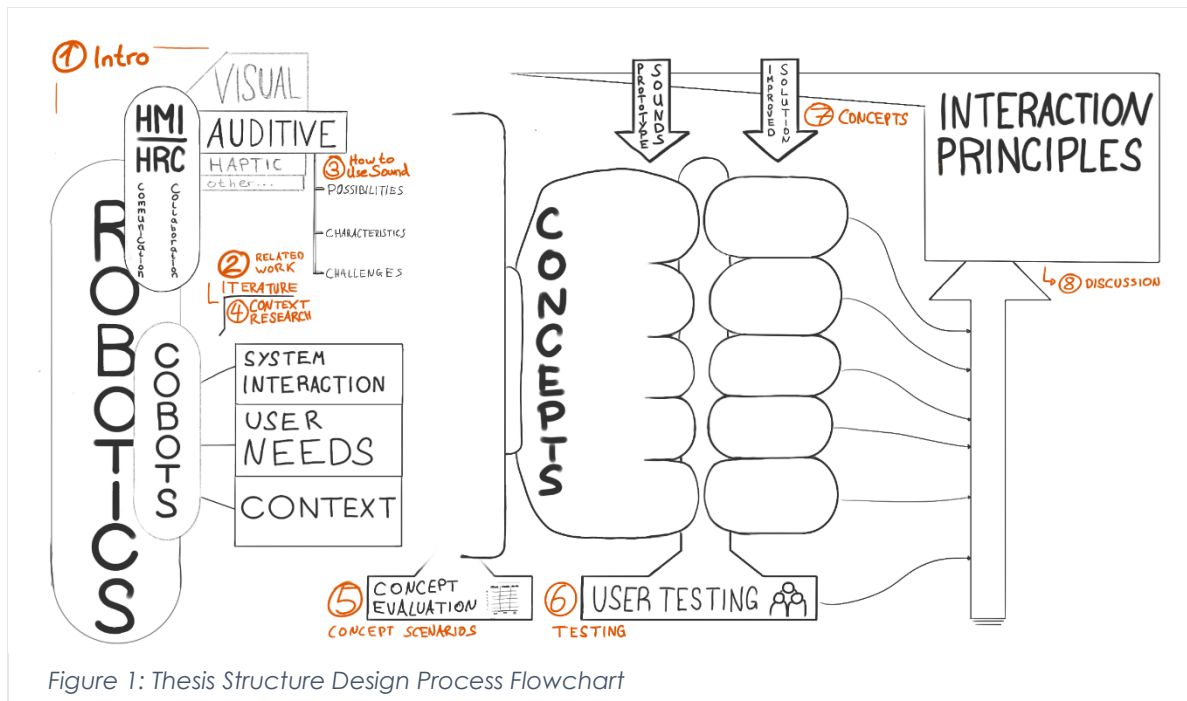 ① Intro
VISUAL
HMI
HRC
Communication
Collaboration
AUDITIVE
HAPTIC
other...
③ How to
Use Sound
POSSIBILITIES
CHARACTERISTICS
CHALLENGES
② RELATED
WORK
LITERATURE
④ CONTEXT
RESEARCH
ROBOTICS
COBOTS
SYSTEM
INTERACTION
USER
NEEDS
CONTEXT
⑤ CONCEPT
EVALUATION
CONCEPT SCENARIOS
CONCEPTS
PROTOTYPE
SOUNDS
IMPROVED
SOLUTION
⑦ CONCEPTS
⑥ USER TESTING
TESTING
INTERACTION
PRINCIPLES
⑧ DISCUSSION
Figure 1: Thesis Structure Design Process Flowchart